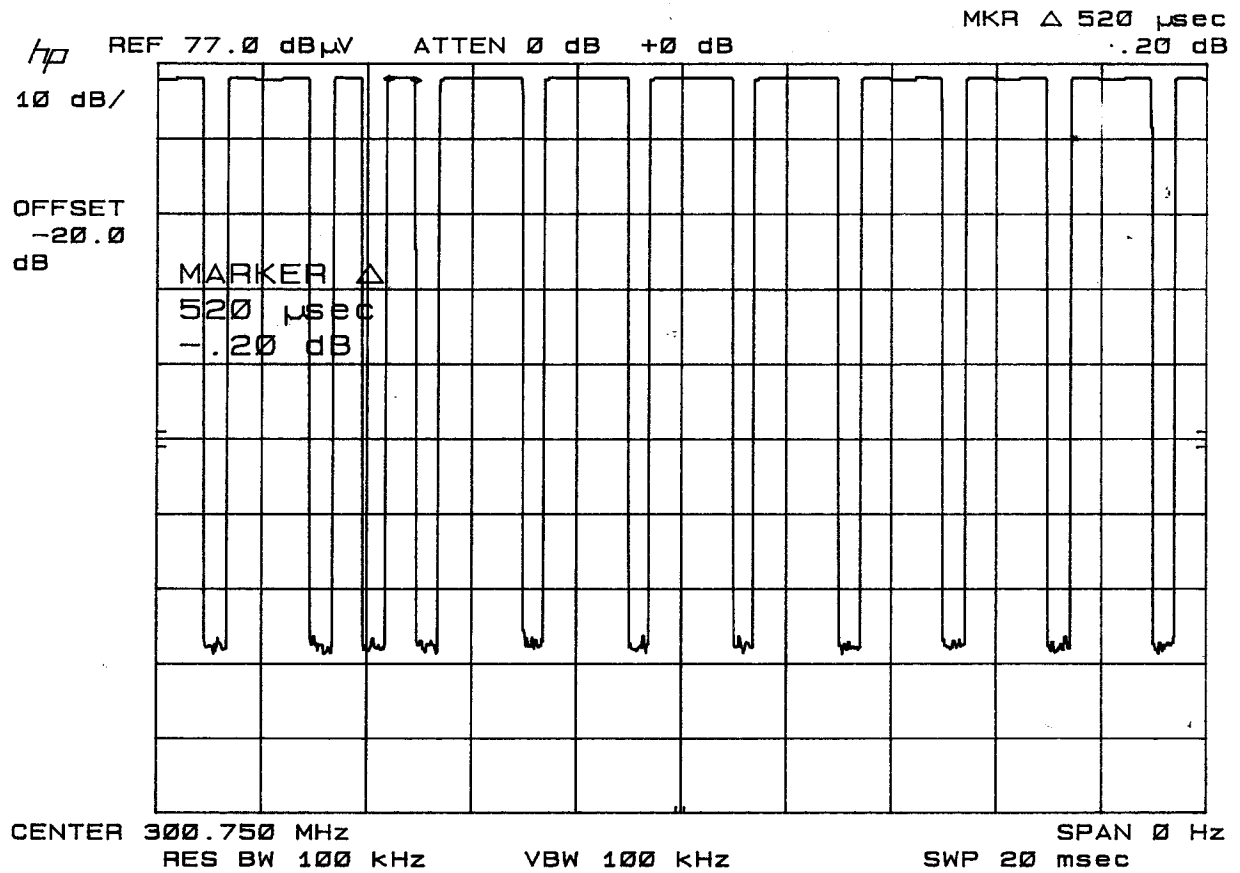 MKR Δ 520 µsec
hp REF 77.0 dBµV ATTEN 0 dB +0 dB -.20 dB
10 dB/
OFFSET
-20.0
dB
MARKER Δ
520 µsec
-.20 dB
CENTER 300.750 MHz SPAN 0 Hz
RES BW 100 kHz VBW 100 kHz SWP 20 msec